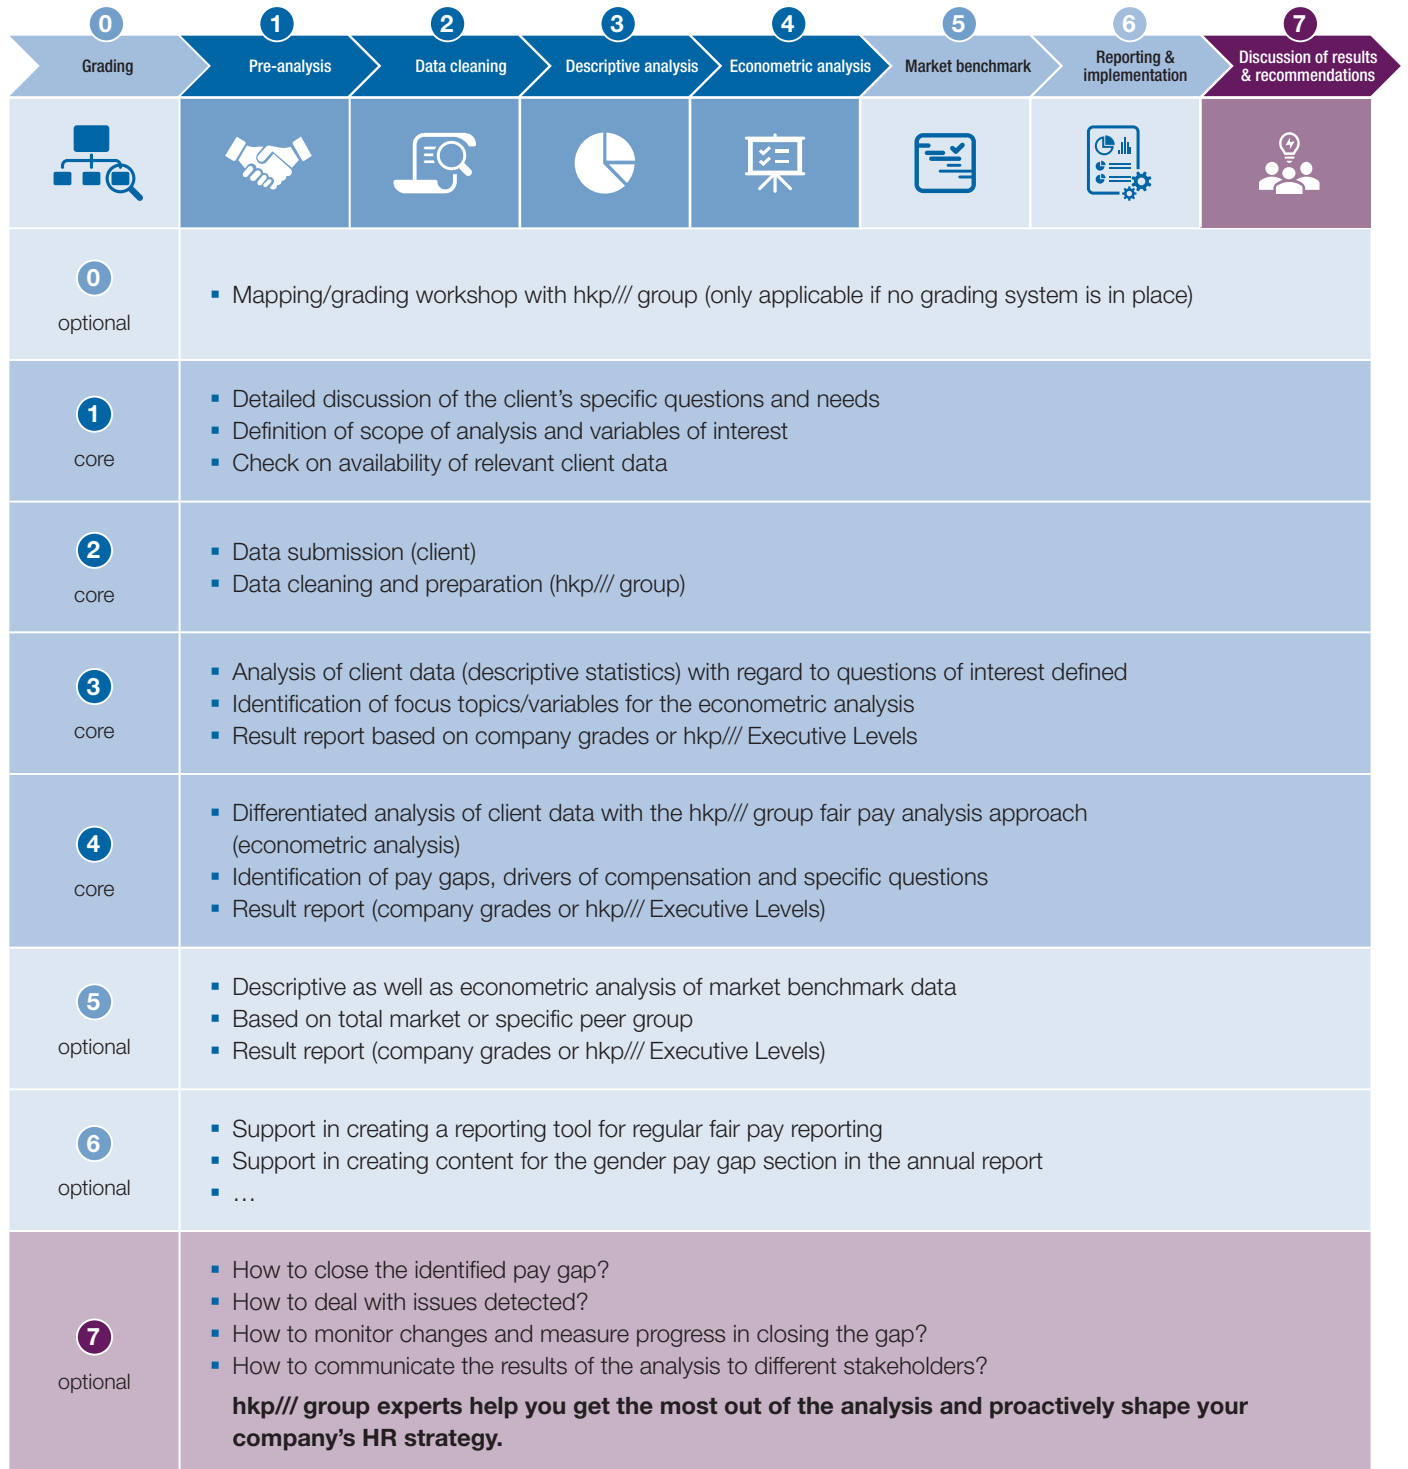 0 1 2 3 4 5 6 7
Grading
Pre-analysis
Data cleaning
Descriptive analysis
Econometric analysis
Market benchmark
Reporting &
implementation
Discussion of results
& recommendations
0
optional
▪ Mapping/grading workshop with hkp/// group (only applicable if no grading system is in place)
1
core
▪ Detailed discussion of the client’s specific questions and needs
▪ Definition of scope of analysis and variables of interest
▪ Check on availability of relevant client data
2
core
▪ Data submission (client)
▪ Data cleaning and preparation (hkp/// group)
3
core
▪ Analysis of client data (descriptive statistics) with regard to questions of interest defined
▪ Identification of focus topics/variables for the econometric analysis
▪ Result report based on company grades or hkp/// Executive Levels
4
core
▪ Differentiated analysis of client data with the hkp/// group fair pay analysis approach
(econometric analysis)
▪ Identification of pay gaps, drivers of compensation and specific questions
▪ Result report (company grades or hkp/// Executive Levels)
5
optional
▪ Descriptive as well as econometric analysis of market benchmark data
▪ Based on total market or specific peer group
▪ Result report (company grades or hkp/// Executive Levels)
6
optional
▪ Support in creating a reporting tool for regular fair pay reporting
▪ Support in creating content for the gender pay gap section in the annual report
▪ …
7
optional
▪ How to close the identified pay gap?
▪ How to deal with issues detected?
▪ How to monitor changes and measure progress in closing the gap?
▪ How to communicate the results of the analysis to different stakeholders?
hkp/// group experts help you get the most out of the analysis and proactively shape your
company’s HR strategy.